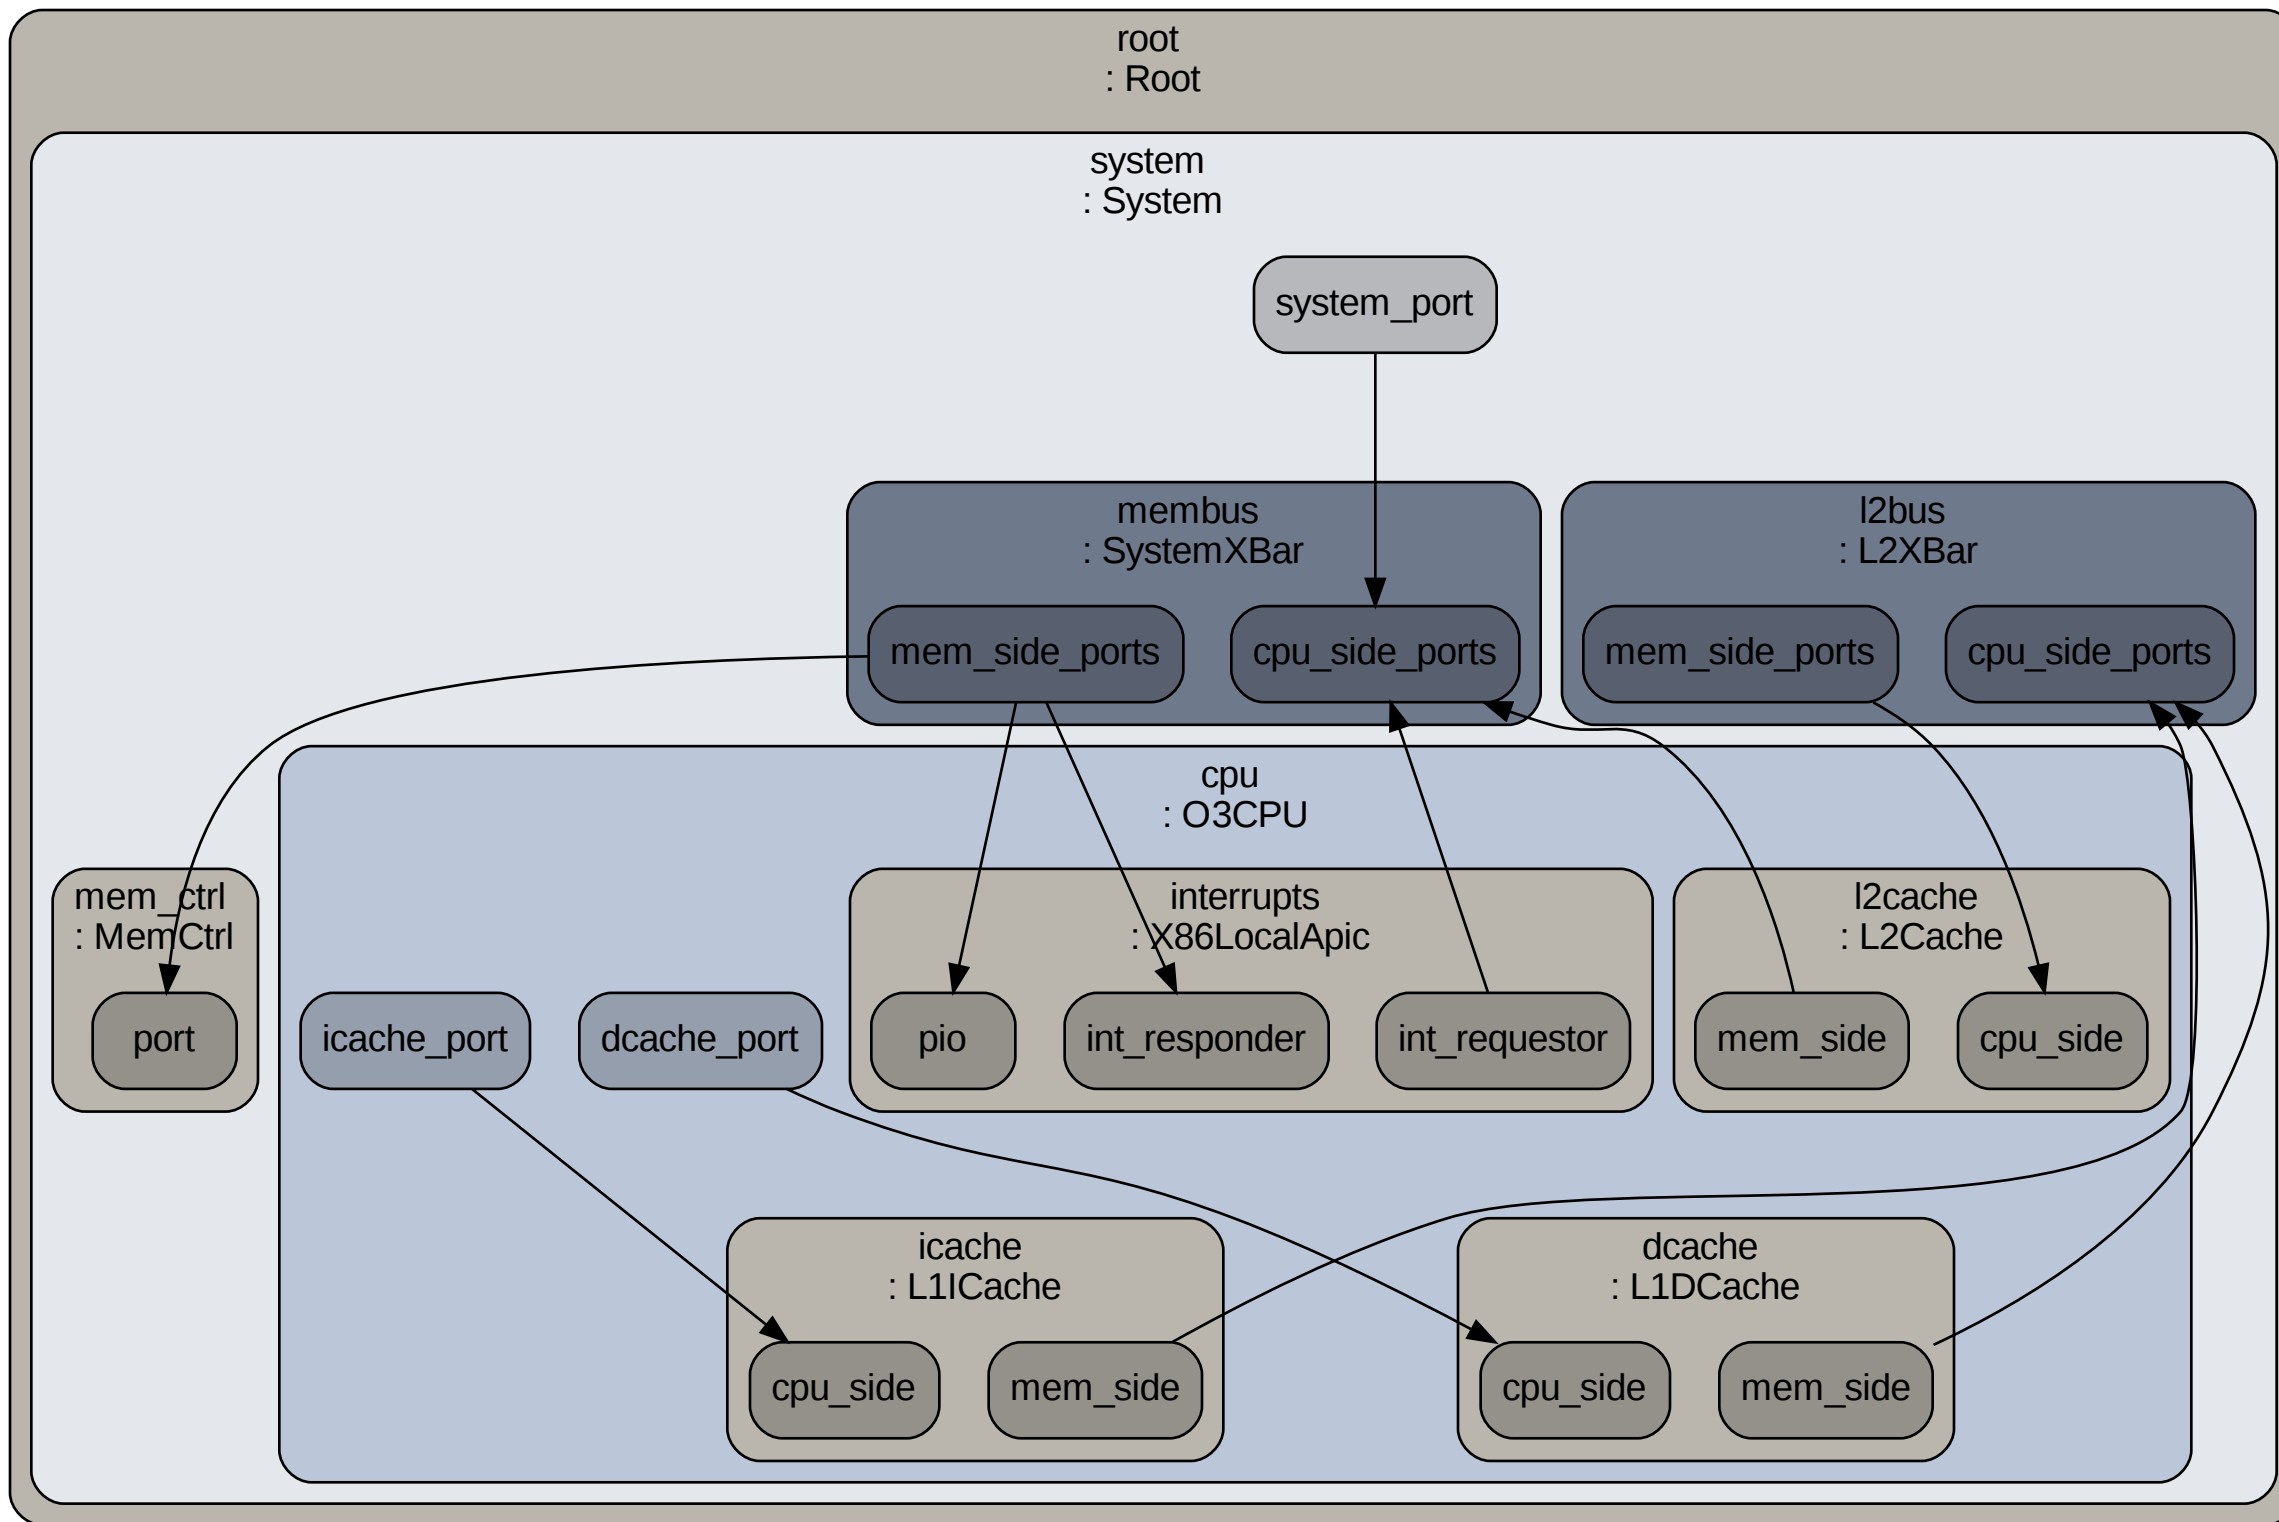 root
: Root
system
: System
system_port
membus
: SystemXBar
l2bus
: L2XBar
mem_side_ports
cpu_side_ports
mem_side_ports
cpu_side_ports
cpu
: O3CPU
mem_ctrl
: MemCtrl
interrupts
: X86LocalApic
l2cache
: L2Cache
port
icache_port
dcache_port
pio
int_responder
int_requestor
mem_side
cpu_side
icache
: L1ICache
dcache
: L1DCache
cpu_side
mem_side
cpu_side
mem_side